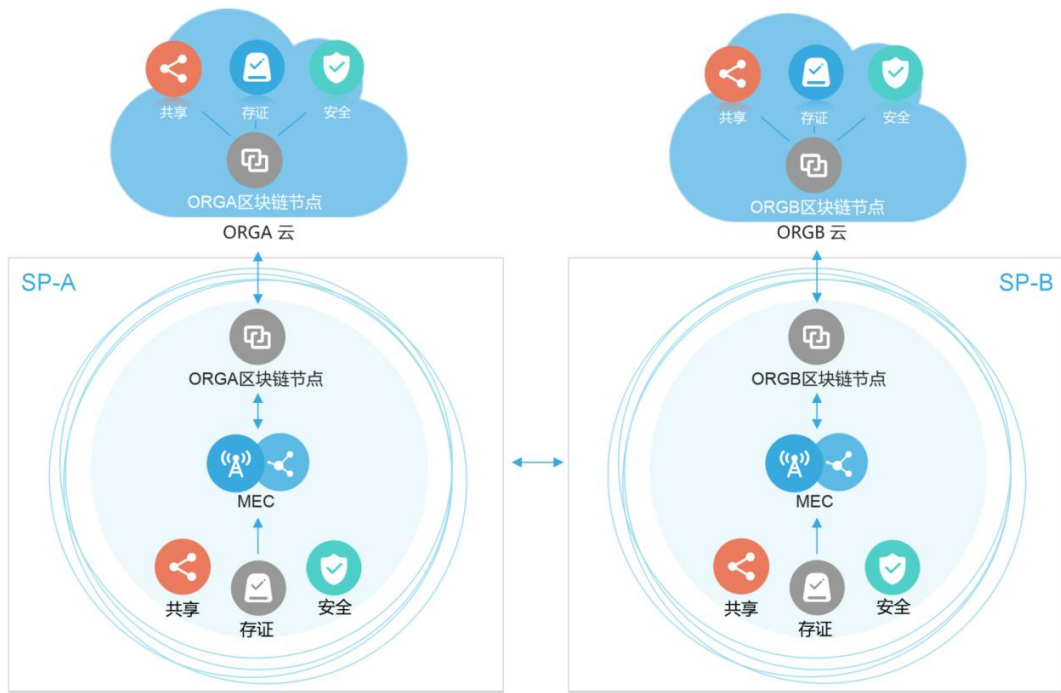 共享
存证
安全
ORGA区块链节点
ORGA 云
共享
存证
安全
ORGB区块链节点
ORGB 云
SP-A
ORGA区块链节点
MEC
共享
存证
安全
SP-B
ORGB区块链节点
MEC
共享
存证
安全